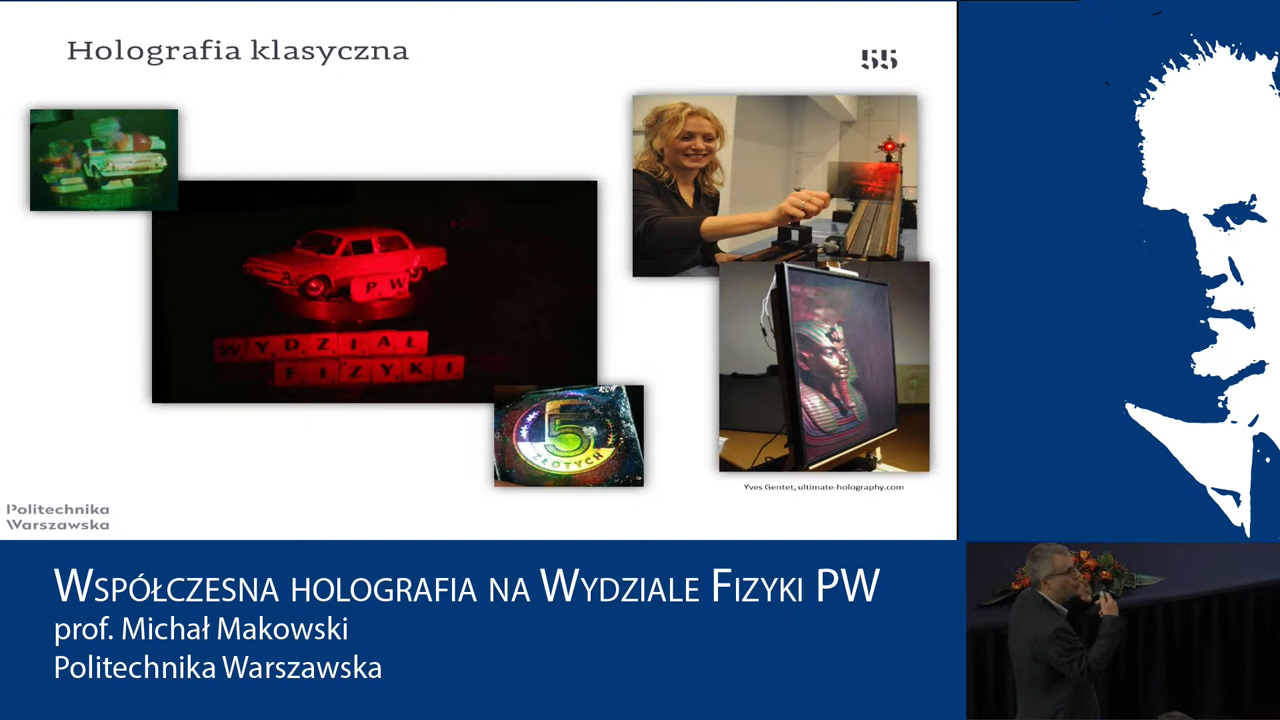 Holografia klasyczna
55
P W
WYDZIAŁ
FIZYKI
5
ZŁOTYCH
Yves Gentet, ultimate-holography.com
Politechnika
Warszawska
WSPÓŁCZESNA HOLOGRAFIA NA WYDZIALE FIZYKI PW
prof. Michał Makowski
Politechnika Warszawska